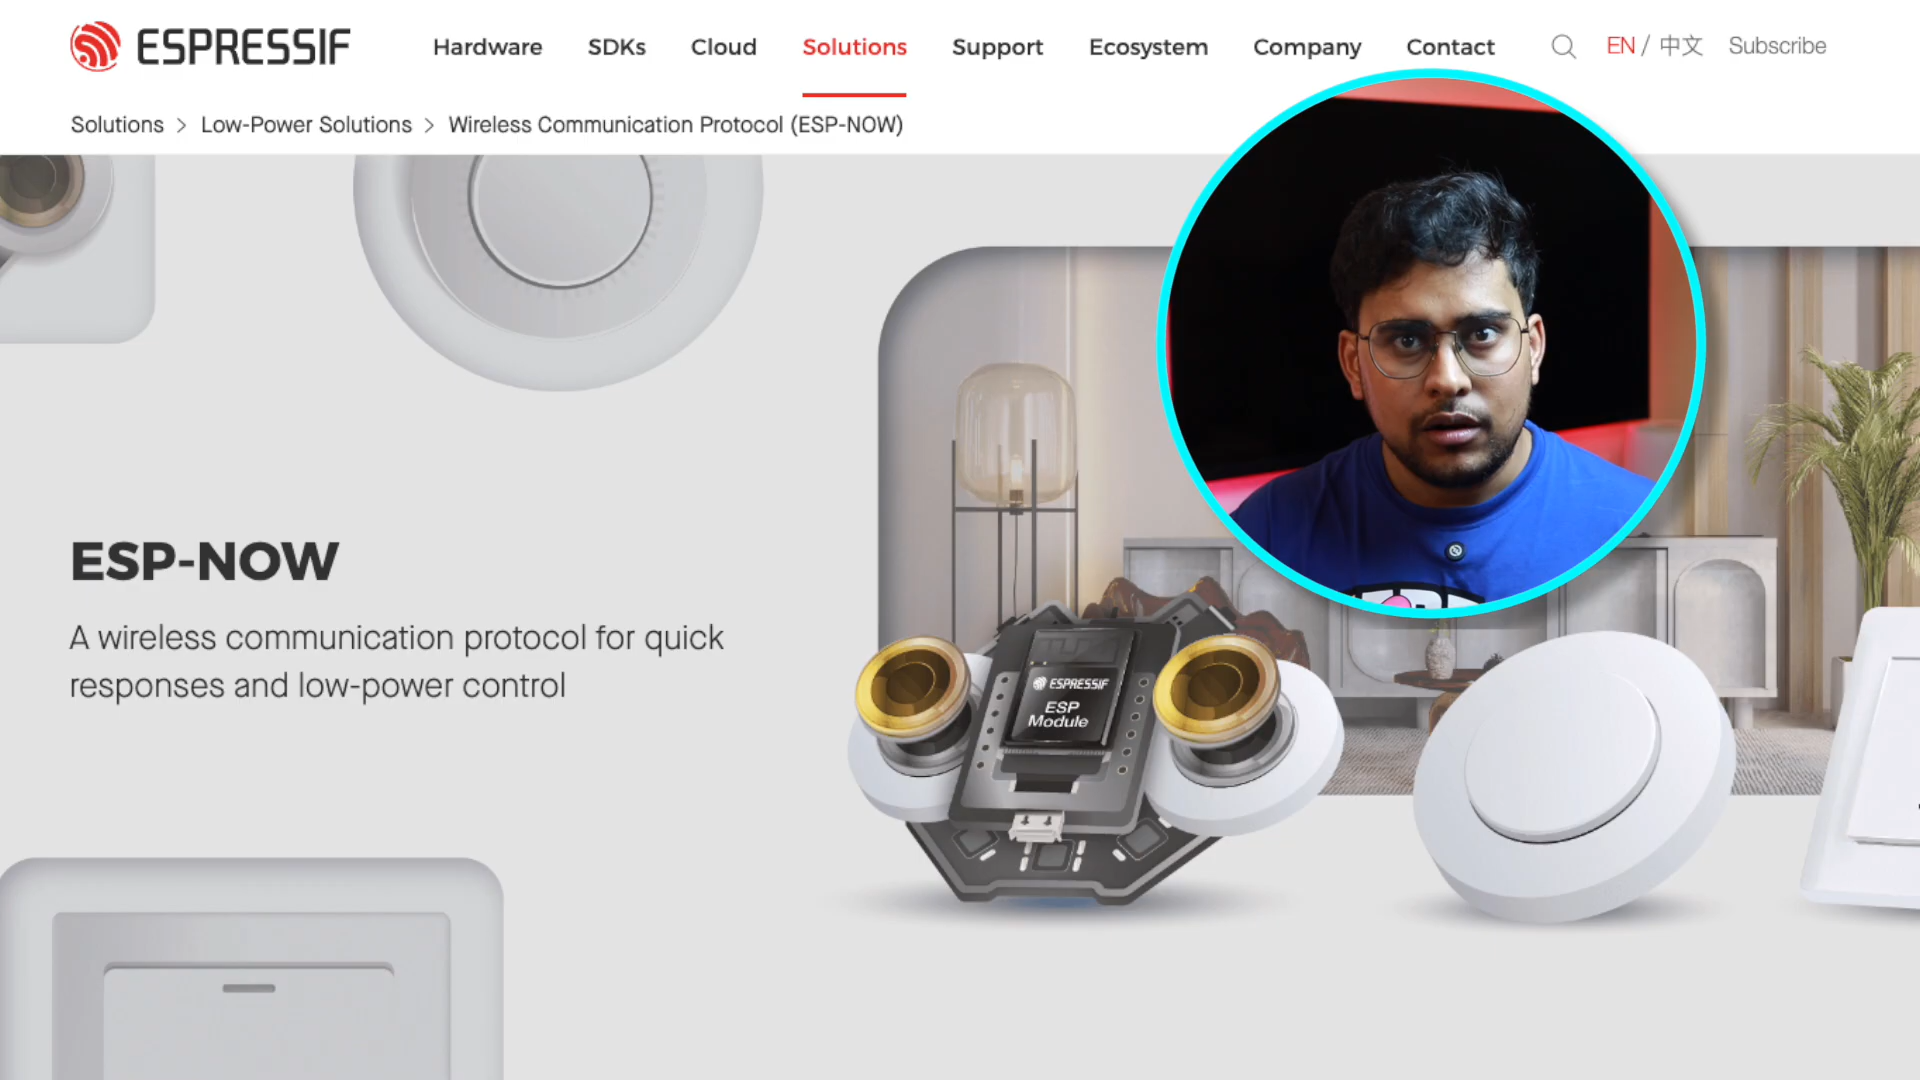 ESPRESSIF
Hardware SDKs Cloud Solutions Support Ecosystem Company Contact EN / 中文 Subscribe
Solutions > Low-Power Solutions > Wireless Communication Protocol (ESP-NOW)
ESP-NOW
A wireless communication protocol for quick
responses and low-power control
ESPRESSIF
ESP
Module